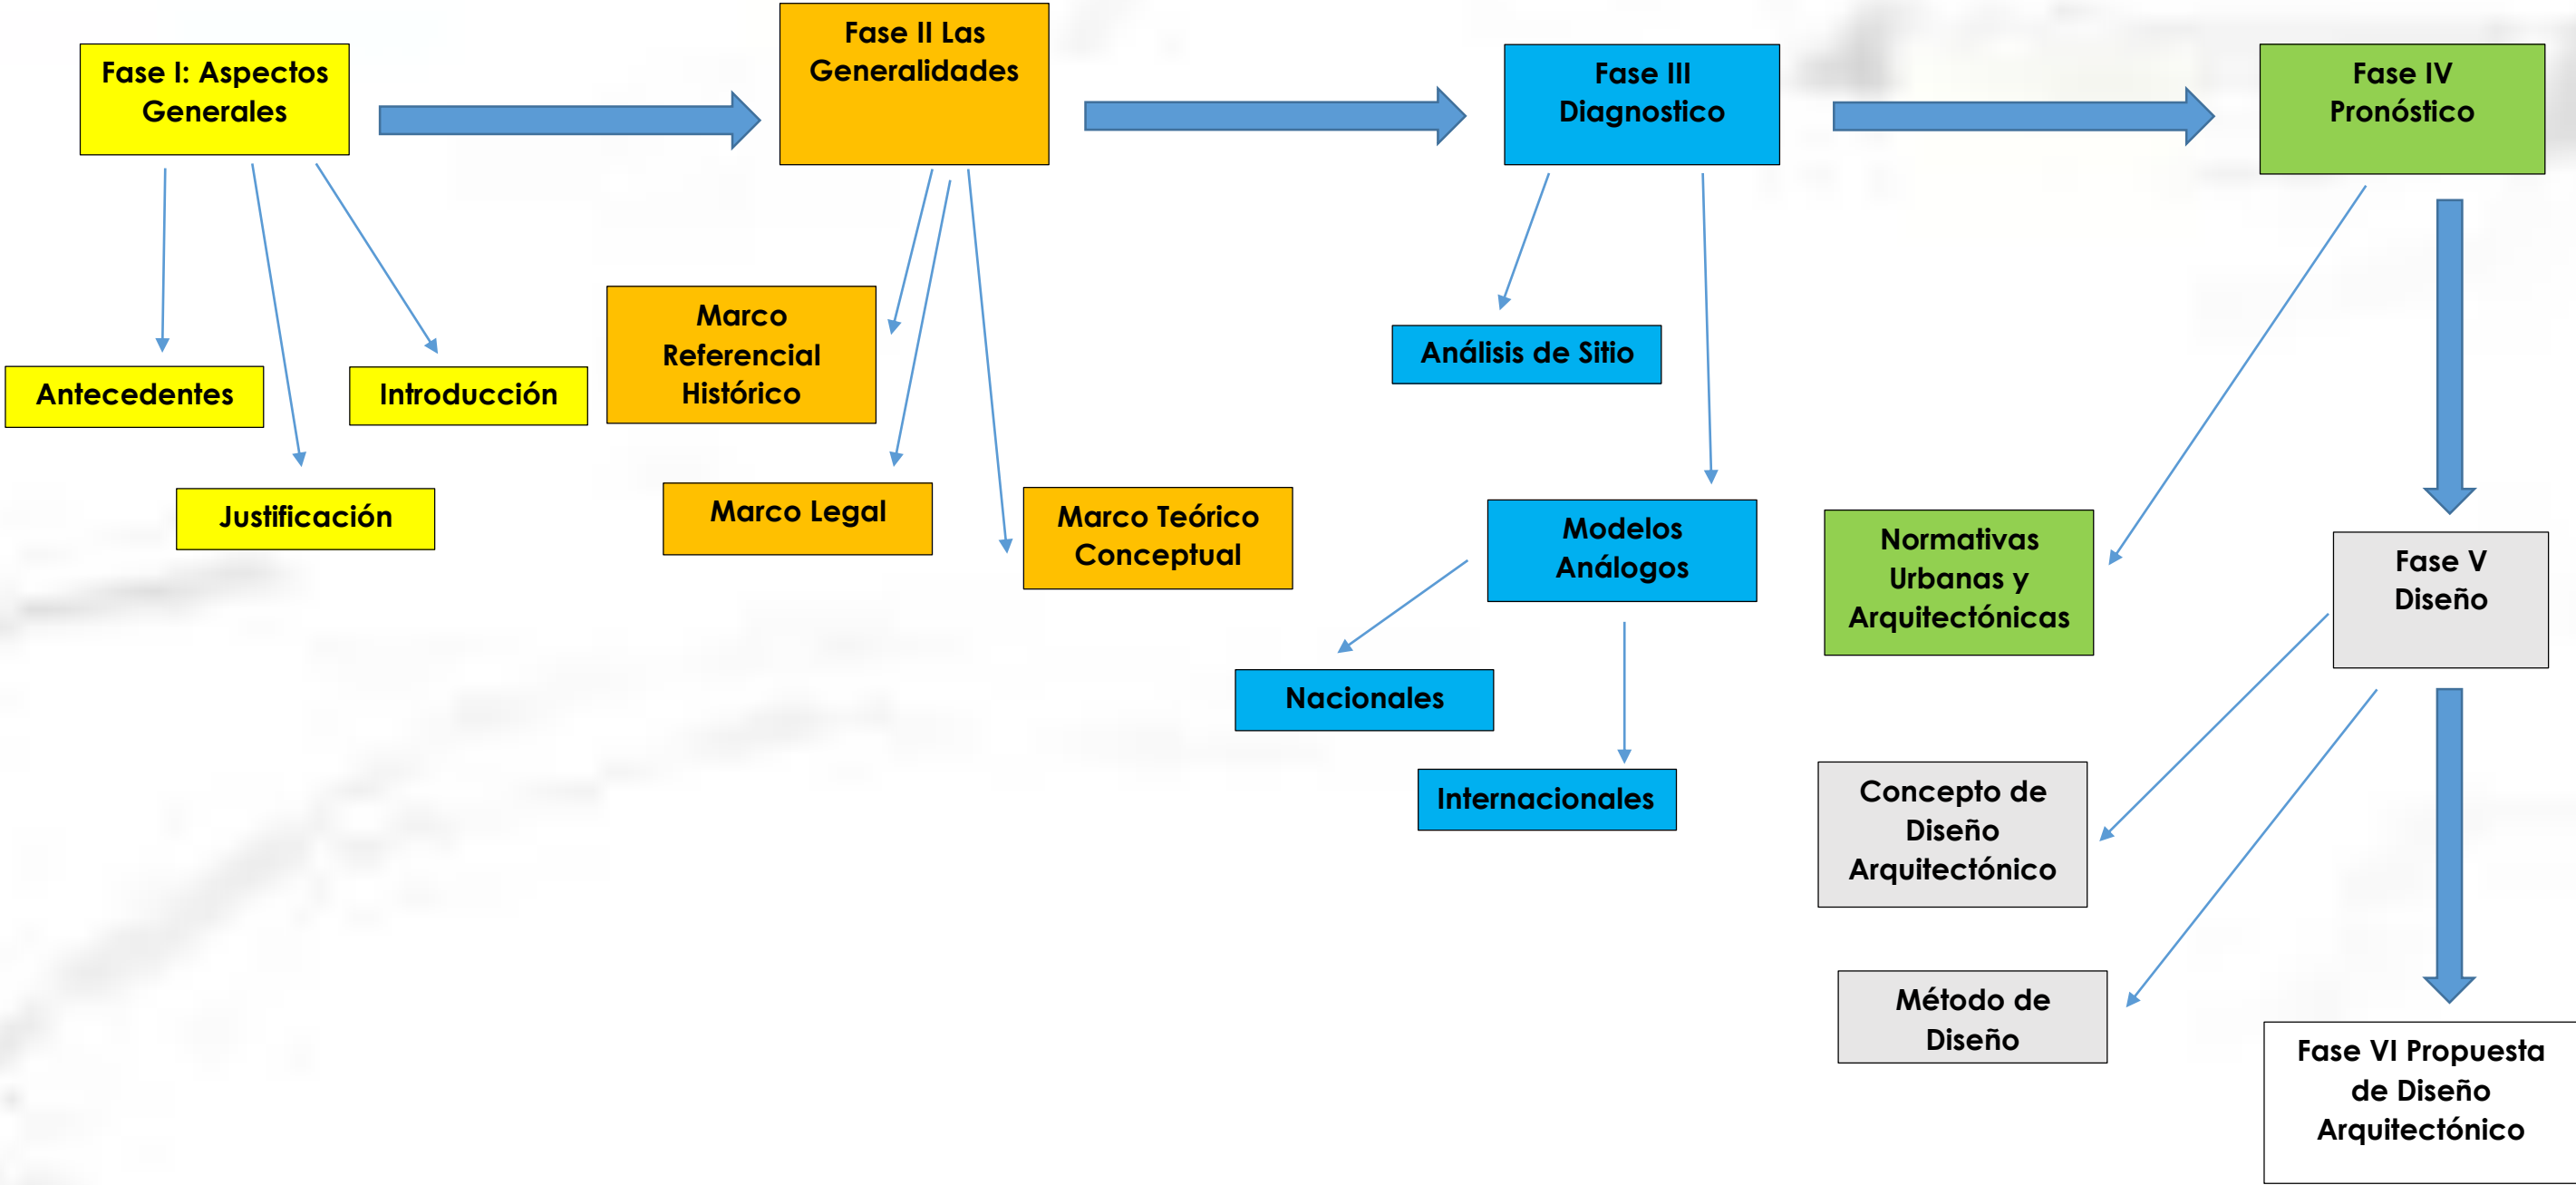 Fase I: Aspectos
Generales
Fase II Las
Generalidades
Fase III
Diagnostico
Fase IV
Pronóstico
Antecedentes
Introducción
Justificación
Marco
Referencial
Histórico
Marco Legal
Marco Teórico
Conceptual
Análisis de Sitio
Modelos
Análogos
Nacionales
Internacionales
Normativas
Urbanas y
Arquitectónicas
Fase V
Diseño
Concepto de
Diseño
Arquitectónico
Método de
Diseño
Fase VI Propuesta
de Diseño
Arquitectónico